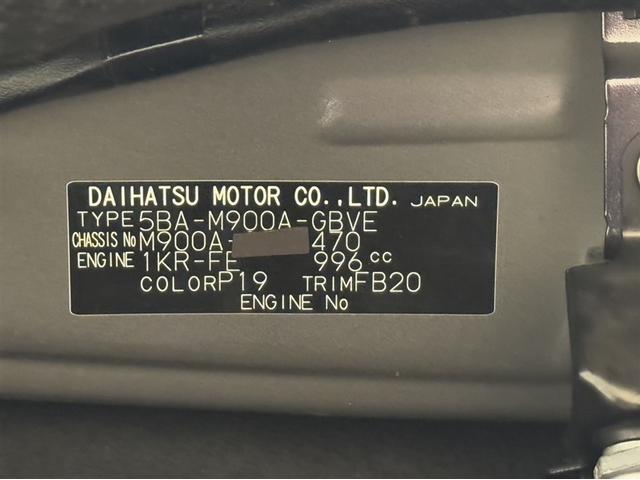 DAIHATSU MOTOR CO.,LTD. JAPAN
TYPE 5BA-M900A-GBVE
CHASSIS No M900A- 470
ENGINE 1KR-FE 996 cc
COLOR P19 TRIM FB20
ENGINE No